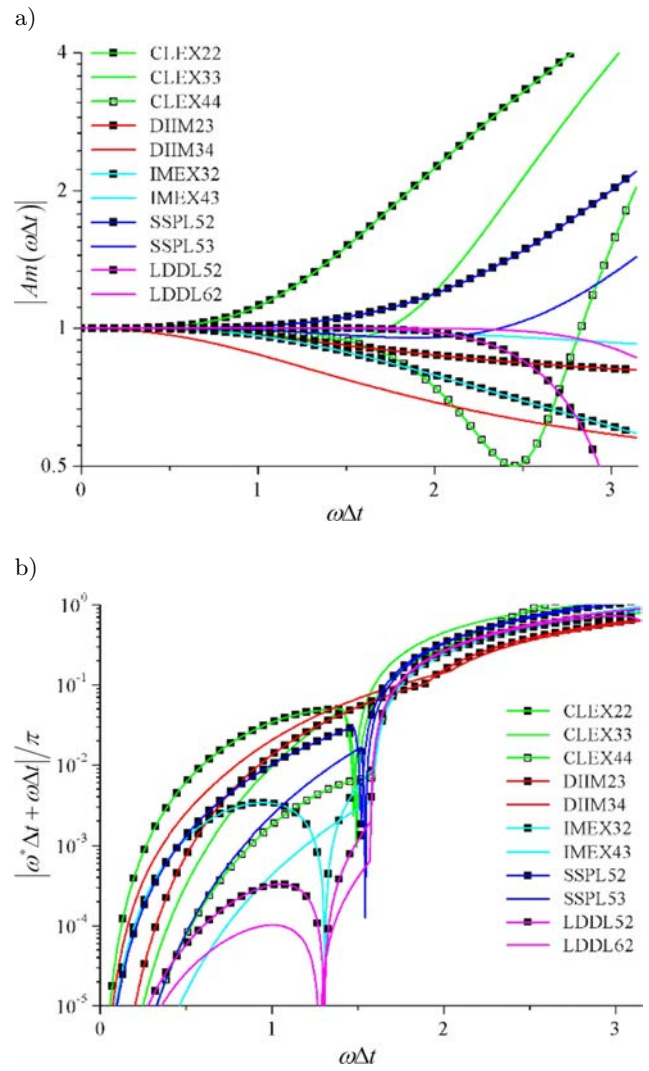 a)
4
CLEX22
CLEX33
CLEX44
DIIM23
DIIM34
IMEX32
IMEX43
SSPL52
SSPL53
LDDL52
LDDL62
2
1
0.5
|Am(ωΔt)|
0 1 2 3
ωΔt
b)
10^0
10^-1
10^-2
10^-3
10^-4
10^-5
|ω*Δt + ωΔt|/π
CLEX22
CLEX33
CLEX44
DIIM23
DIIM34
IMEX32
IMEX43
SSPL52
SSPL53
LDDL52
LDDL62
0 1 2 3
ωΔt